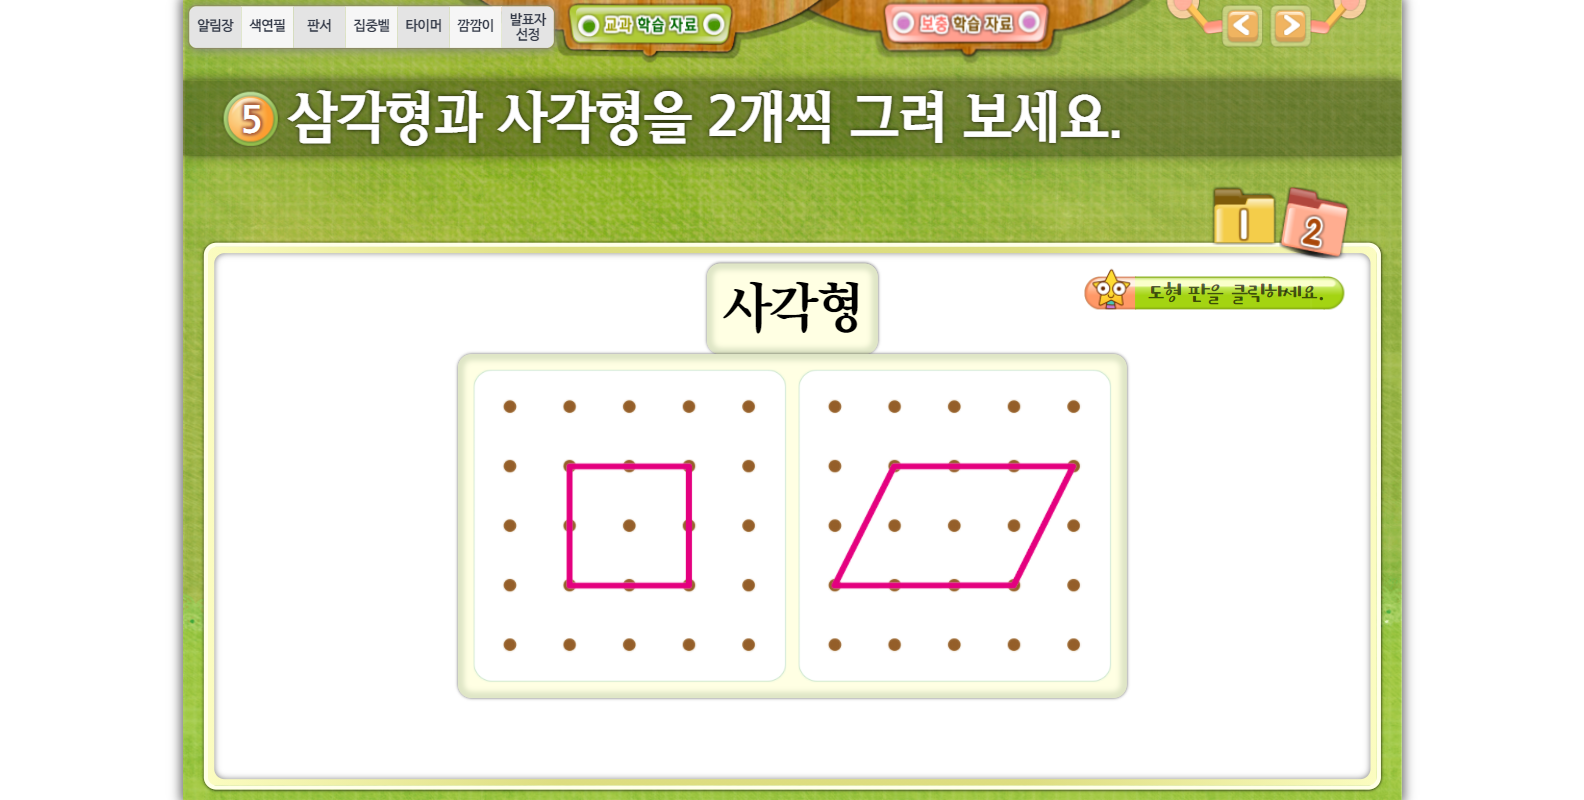 알림장 색연필 판서 집중벨 타이머 깜깜이 발표자 선정
교과 학습 자료
보충 학습 자료
5 삼각형과 사각형을 2개씩 그려 보세요.
1 2
사각형
도형 판을 클릭하세요.